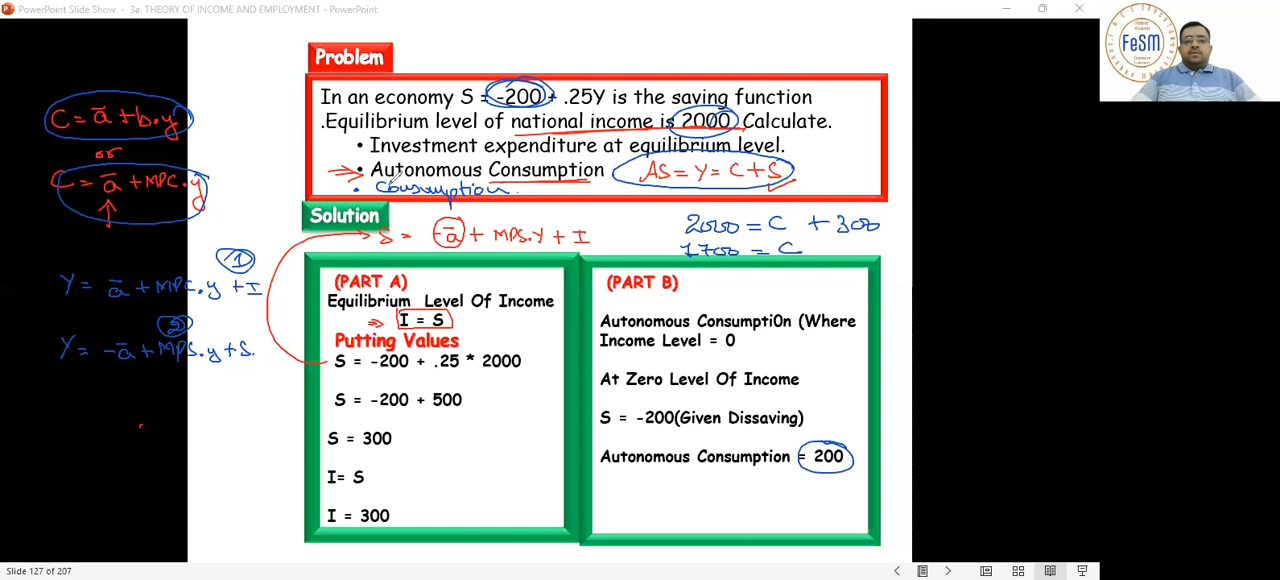 PowerPoint Slide Show - 3a. THEORY OF INCOME AND EMPLOYMENT - PowerPoint
FeSM
Problem
In an economy S = -200 + .25Y is the saving function
.Equilibrium level of national income is 2000 Calculate.
• Investment expenditure at equilibrium level.
• Autonomous Consumption
AS = Y = C + S
• Consumption.
C = ā + b.y
or
C = ā + MPC.y
Solution
S = -ā + MPS.Y + I
2000 = C + 300
1700 = C
1
Y = ā + MPC.y + I
2
Y = -ā + MPS.y + S.
(PART A)
Equilibrium Level Of Income
I = S
Putting Values
S = -200 + .25 * 2000
S = -200 + 500
S = 300
I= S
I = 300
(PART B)
Autonomous Consumpti0n (Where
Income Level = 0
At Zero Level Of Income
S = -200(Given Dissaving)
Autonomous Consumption = 200
Slide 127 of 207